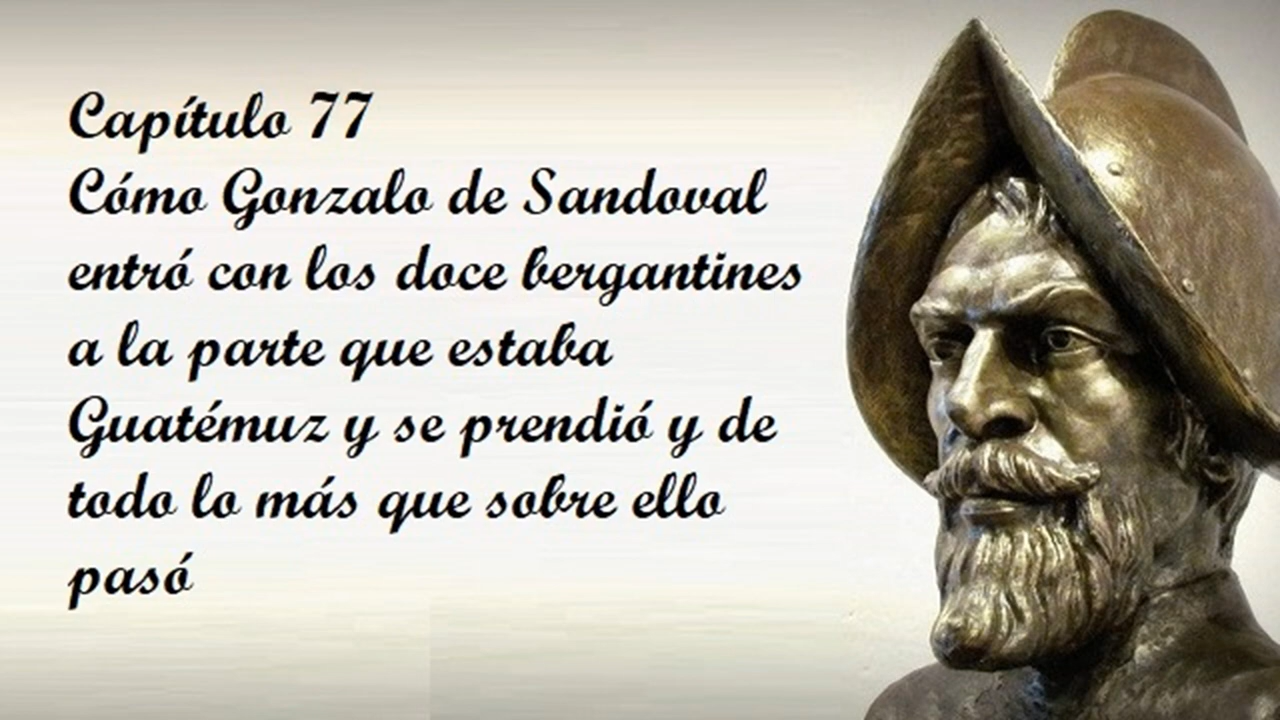 Capítulo 77
Cómo Gonzalo de Sandoval
entró con los doce bergantines
a la parte que estaba
Guatémuz y se prendió y de
todo lo más que sobre ello
pasó